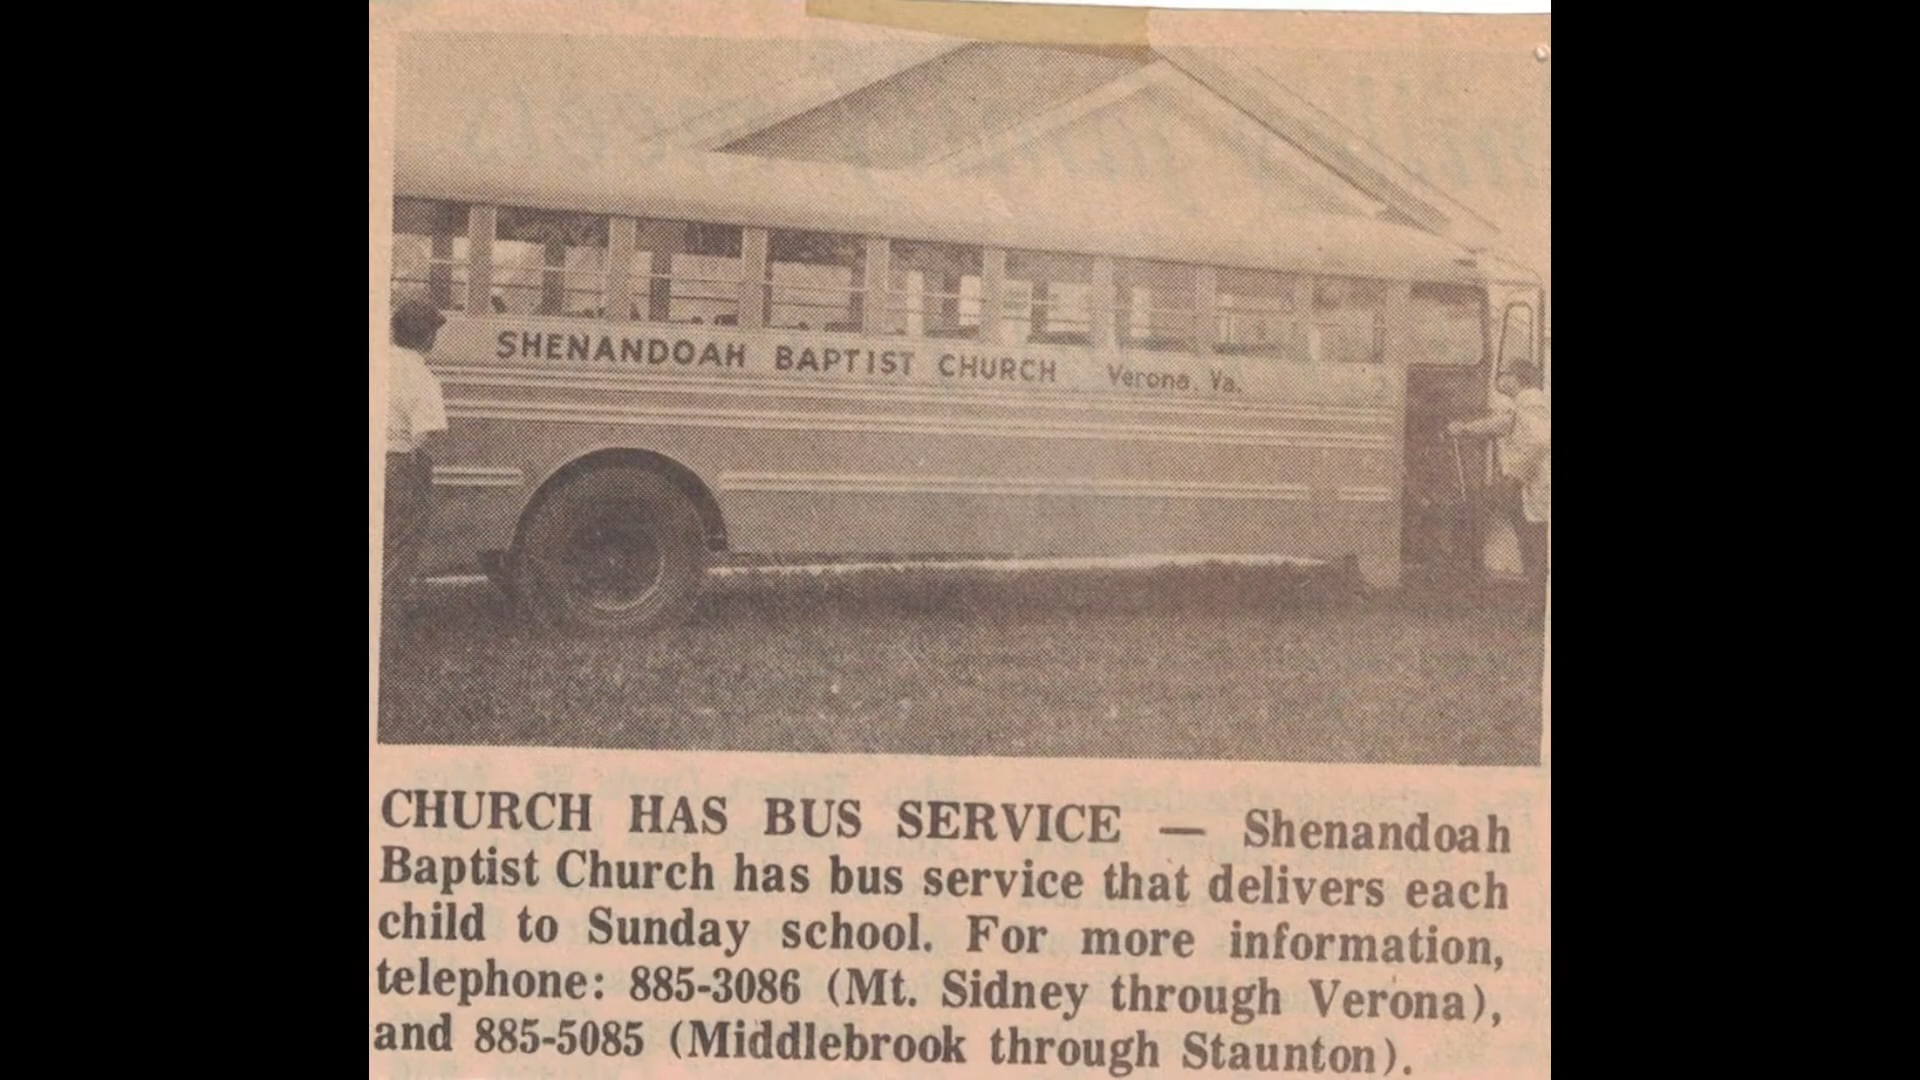 SHENANDOAH BAPTIST CHURCH Verona, Va.
CHURCH HAS BUS SERVICE — Shenandoah
Baptist Church has bus service that delivers each
child to Sunday school. For more information,
telephone: 885-3086 (Mt. Sidney through Verona),
and 885-5085 (Middlebrook through Staunton).